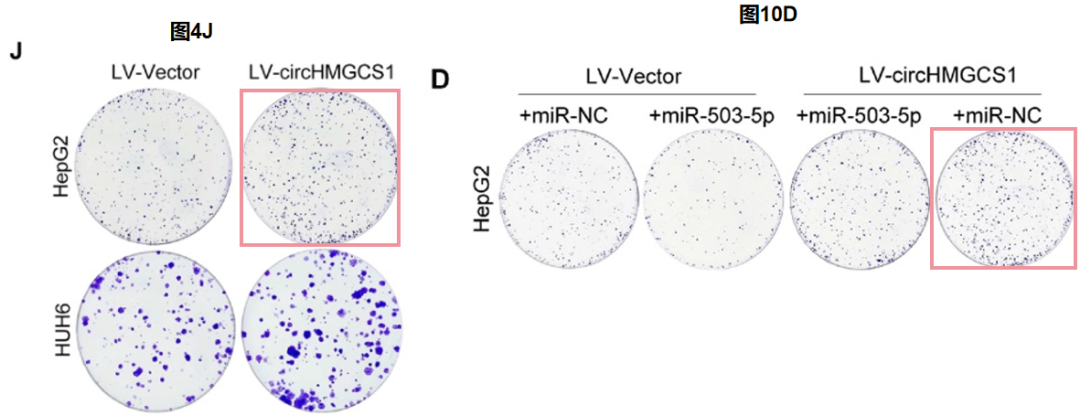 图4J
J
LV-Vector LV-circHMGCS1
HepG2
HUH6
图10D
D
LV-Vector LV-circHMGCS1
+miR-NC +miR-503-5p +miR-503-5p +miR-NC
HepG2